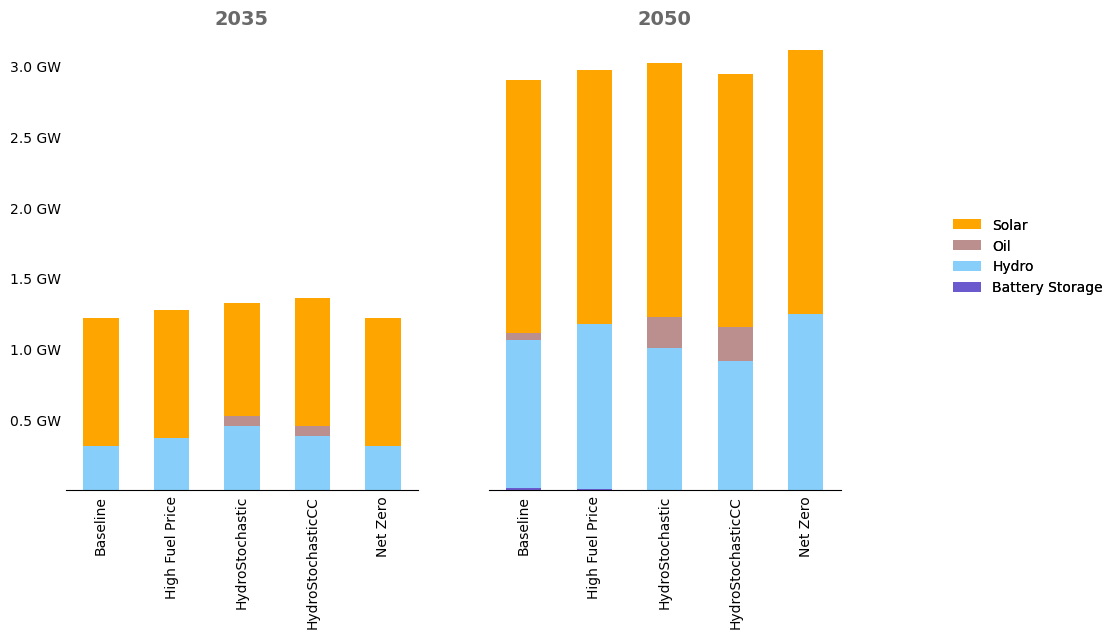 2035
2050
3.0 GW
2.5 GW
2.0 GW
1.5 GW
1.0 GW
0.5 GW
Solar
Oil
Hydro
Battery Storage
Baseline
High Fuel Price
HydroStochastic
HydroStochasticCC
Net Zero
Baseline
High Fuel Price
HydroStochastic
HydroStochasticCC
Net Zero